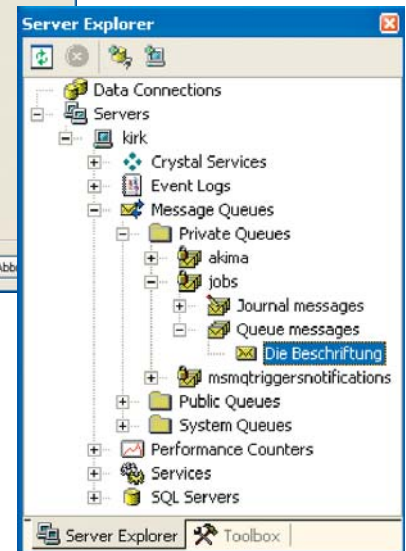 Server Explorer
Data Connections
Servers
kirk
Crystal Services
Event Logs
Message Queues
Private Queues
akima
jobs
Journal messages
Queue messages
Die Beschriftung
msmqtriggersnotifications
Public Queues
System Queues
Performance Counters
Services
SQL Servers
Server Explorer Toolbox